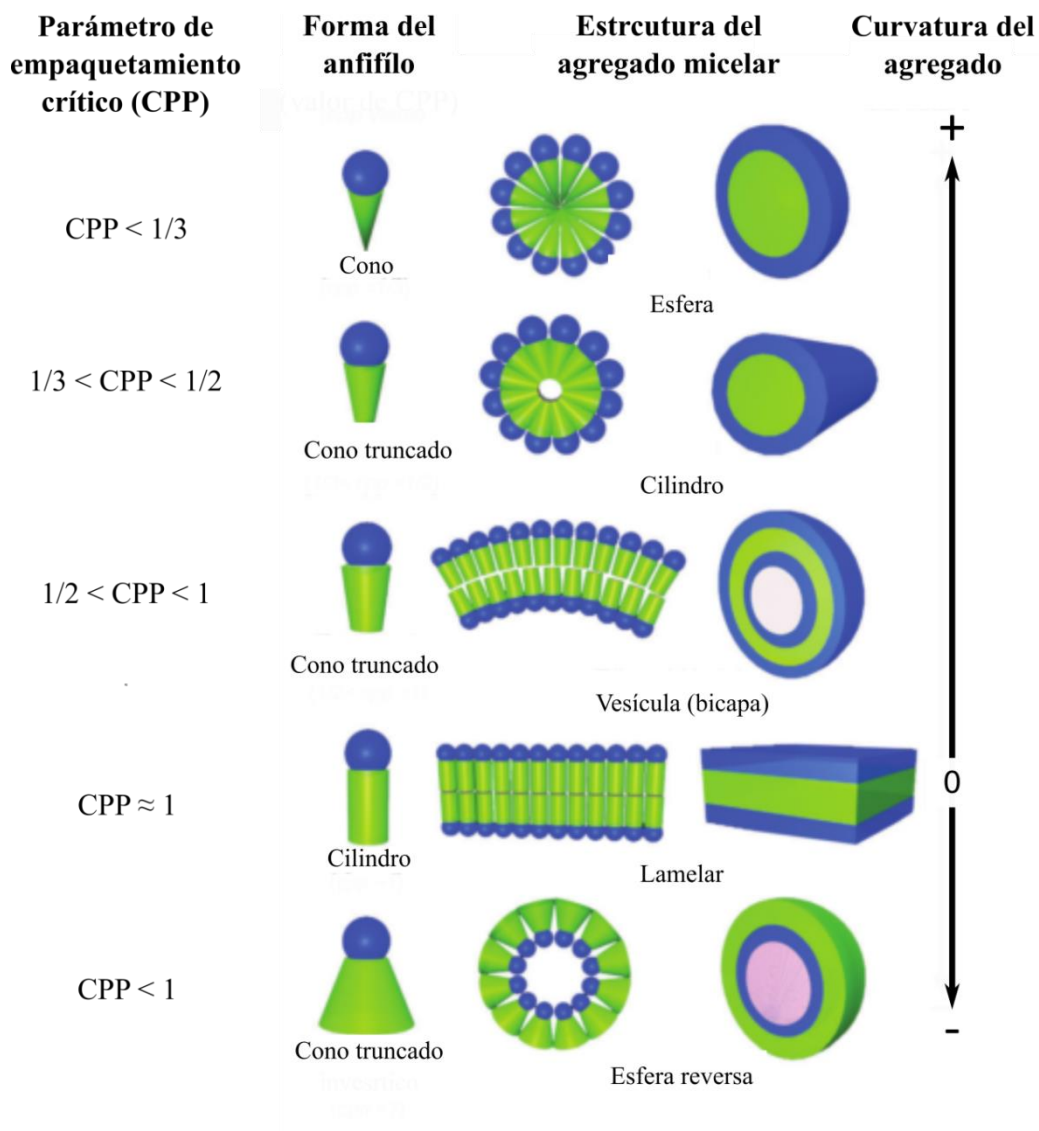 Parámetro de
empaquetamiento
crítico (CPP)
Forma del
anfifílo
Estrcutura del
agregado micelar
Curvatura del
agregado
+
CPP < 1/3
Cono
Esfera
1/3 < CPP < 1/2
Cono truncado
Cilindro
1/2 < CPP < 1
Cono truncado
Vesícula (bicapa)
CPP ≈ 1
Cilindro
Lamelar
0
CPP < 1
Cono truncado
Esfera reversa
-